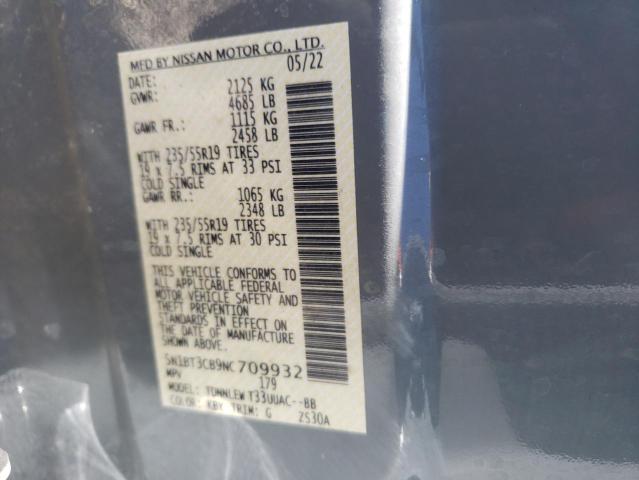 MFD BY NISSAN MOTOR CO., LTD.
DATE: 05/22
GVWR: 2125 KG
4685 LB
GAWR FR.: 1115 KG
2458 LB
WITH 235/55R19 TIRES
19 x 7.5 RIMS AT 33 PSI
COLD SINGLE
GAWR RR.: 1065 KG
2348 LB
WITH 235/55R19 TIRES
19 x 7.5 RIMS AT 30 PSI
COLD SINGLE
THIS VEHICLE CONFORMS TO
ALL APPLICABLE FEDERAL
MOTOR VEHICLE SAFETY AND
THEFT PREVENTION
STANDARDS IN EFFECT ON
THE DATE OF MANUFACTURE
SHOWN ABOVE.
5N1BT3CB9NC709932
MPV 179
MODEL: TDNNLEW T33UUAC--BB
COLOR: KBY TRIM: G 2530A